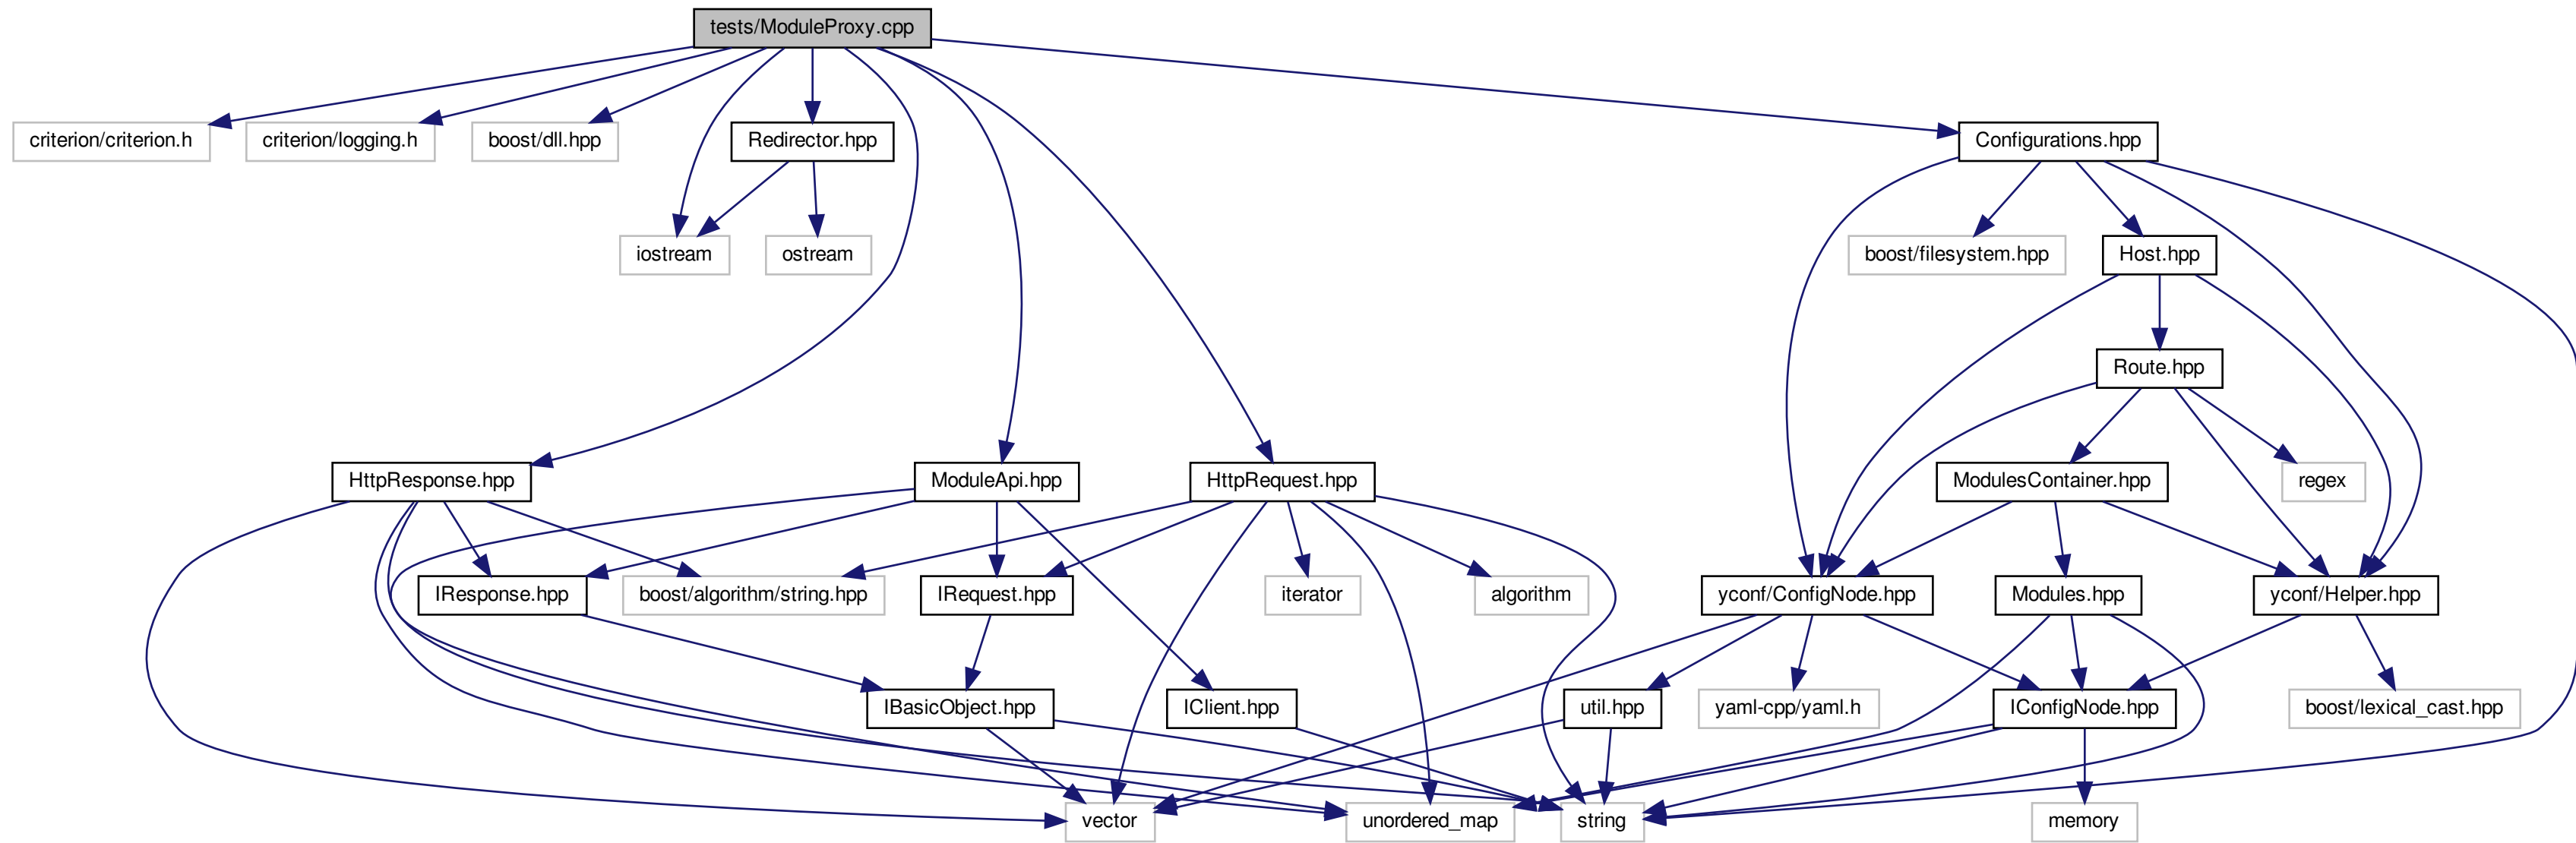 tests/ModuleProxy.cpp
criterion/criterion.h
criterion/logging.h
boost/dll.hpp
Redirector.hpp
Configurations.hpp
iostream
ostream
boost/filesystem.hpp
Host.hpp
Route.hpp
HttpResponse.hpp
ModuleApi.hpp
HttpRequest.hpp
ModulesContainer.hpp
regex
IResponse.hpp
boost/algorithm/string.hpp
IRequest.hpp
iterator
algorithm
yconf/ConfigNode.hpp
Modules.hpp
yconf/Helper.hpp
IBasicObject.hpp
IClient.hpp
util.hpp
yaml-cpp/yaml.h
IConfigNode.hpp
boost/lexical_cast.hpp
vector
unordered_map
string
memory